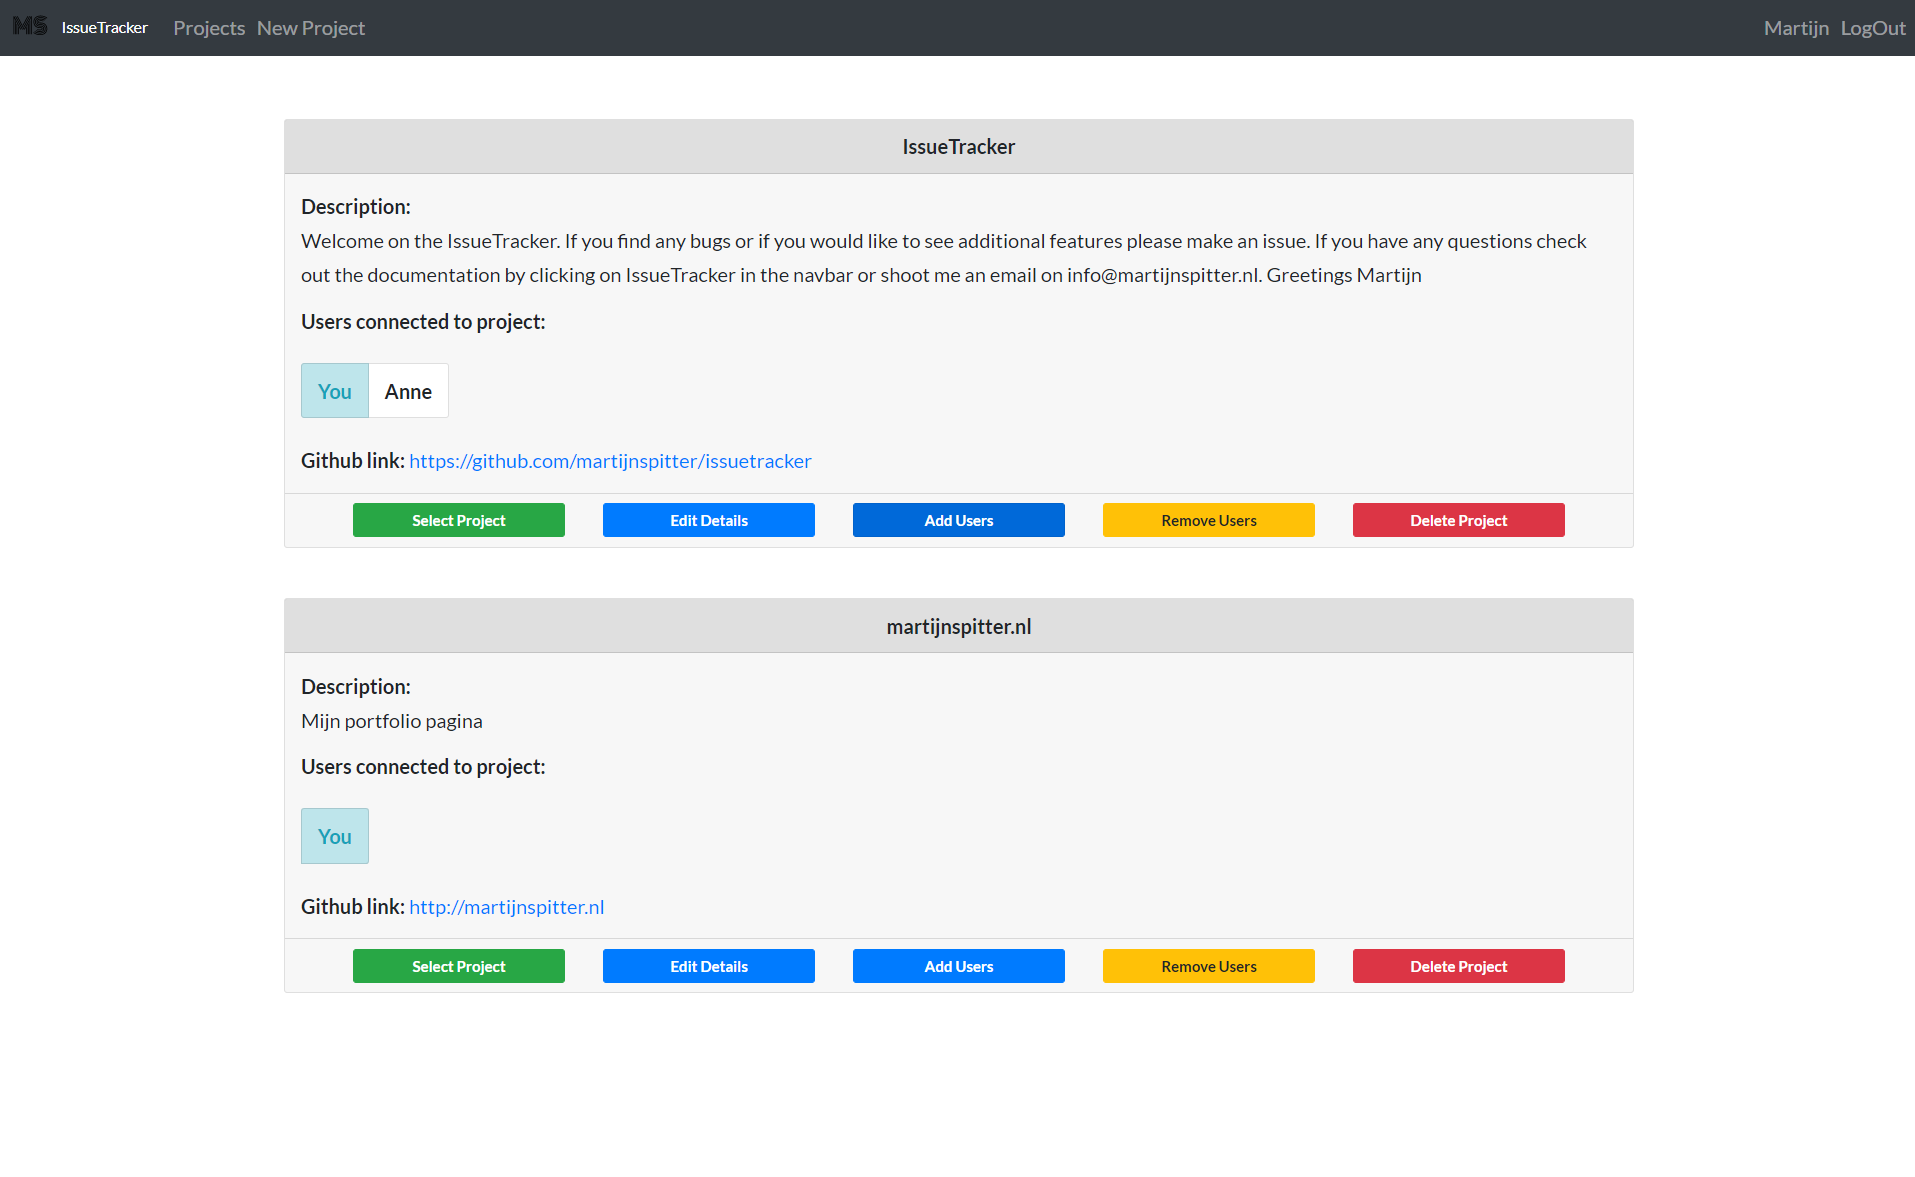 MS IssueTracker Projects New Project Martijn LogOut
IssueTracker
Description:
Welcome on the IssueTracker. If you find any bugs or if you would like to see additional features please make an issue. If you have any questions check
out the documentation by clicking on IssueTracker in the navbar or shoot me an email on info@martijnspitter.nl. Greetings Martijn
Users connected to project:
You Anne
Github link: https://github.com/martijnspitter/issuetracker
Select Project Edit Details Add Users Remove Users Delete Project
martijnspitter.nl
Description:
Mijn portfolio pagina
Users connected to project:
You
Github link: http://martijnspitter.nl
Select Project Edit Details Add Users Remove Users Delete Project